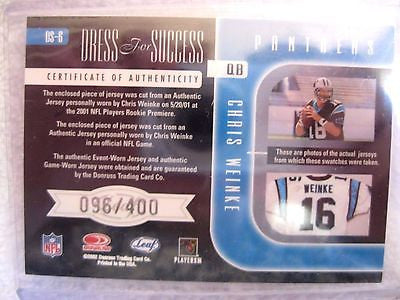 DS-6
DRESS For SUCCESS
CERTIFICATE OF AUTHENTICITY
The enclosed piece of jersey was cut from an Authentic
Jersey personally worn by Chris Weinke on 5/20/01 at
the 2001 NFL Players Rookie Premiere.
The enclosed piece of jersey was cut from an Authentic
Jersey personally worn by Chris Weinke in
an official NFL Game.
The authentic Event-Worn Jersey and authentic
Game-Worn Jersey were obtained and are guaranteed
by the Donruss Trading Card Co.
096/400
NFL
DONRUSS
Leaf
PLAYERS INC
©2002 Donruss Trading Card Co.
Printed in the USA.
PANTHERS
QB
CHRIS WEINKE
16
These are photos of the actual jerseys
from which these swatches were taken.
WEINKE
16